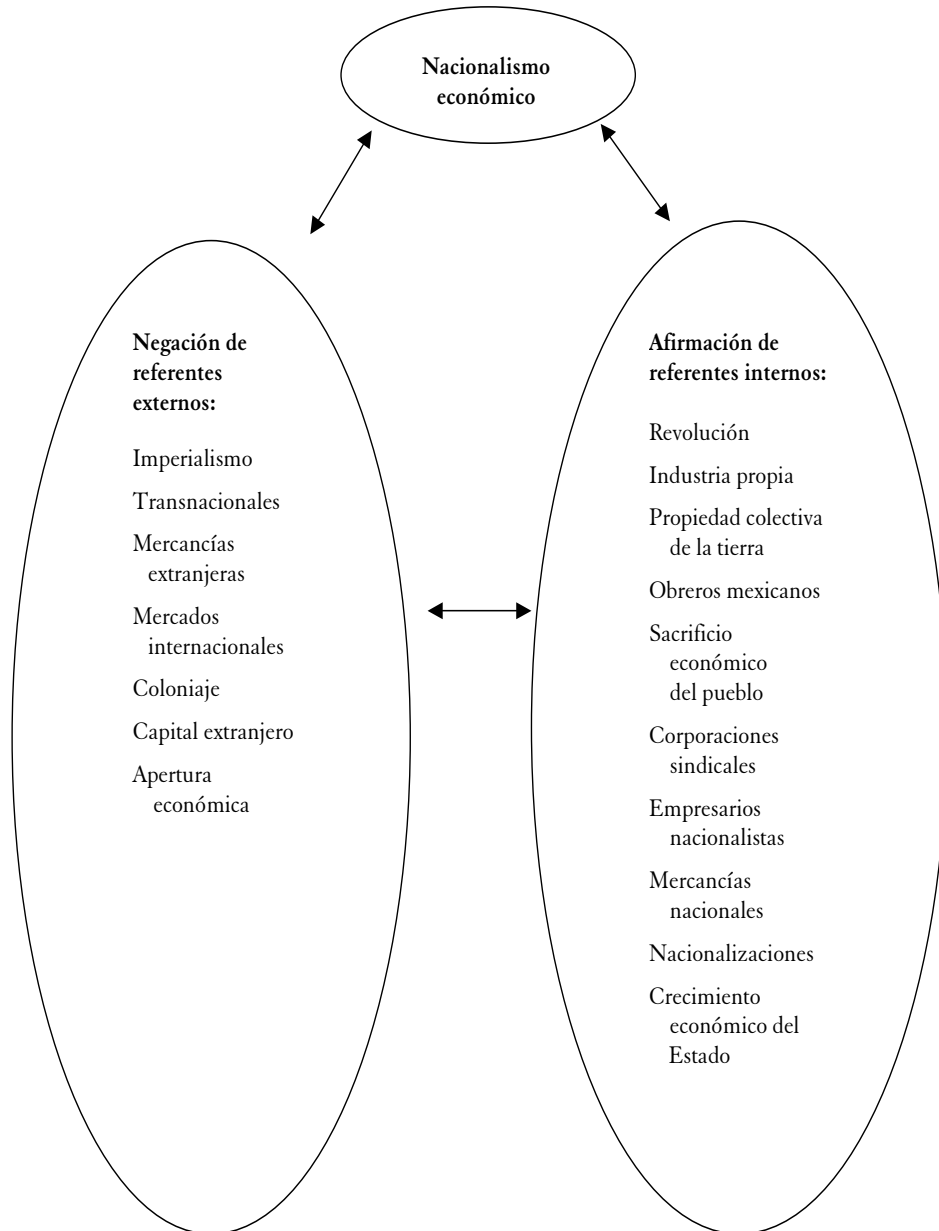 Nacionalismo
económico
Negación de
referentes
externos:
Imperialismo
Transnacionales
Mercancías
extranjeras
Mercados
internacionales
Coloniaje
Capital extranjero
Apertura
económica
Afirmación de
referentes internos:
Revolución
Industria propia
Propiedad colectiva
de la tierra
Obreros mexicanos
Sacrificio
económico
del pueblo
Corporaciones
sindicales
Empresarios
nacionalistas
Mercancías
nacionales
Nacionalizaciones
Crecimiento
económico del
Estado